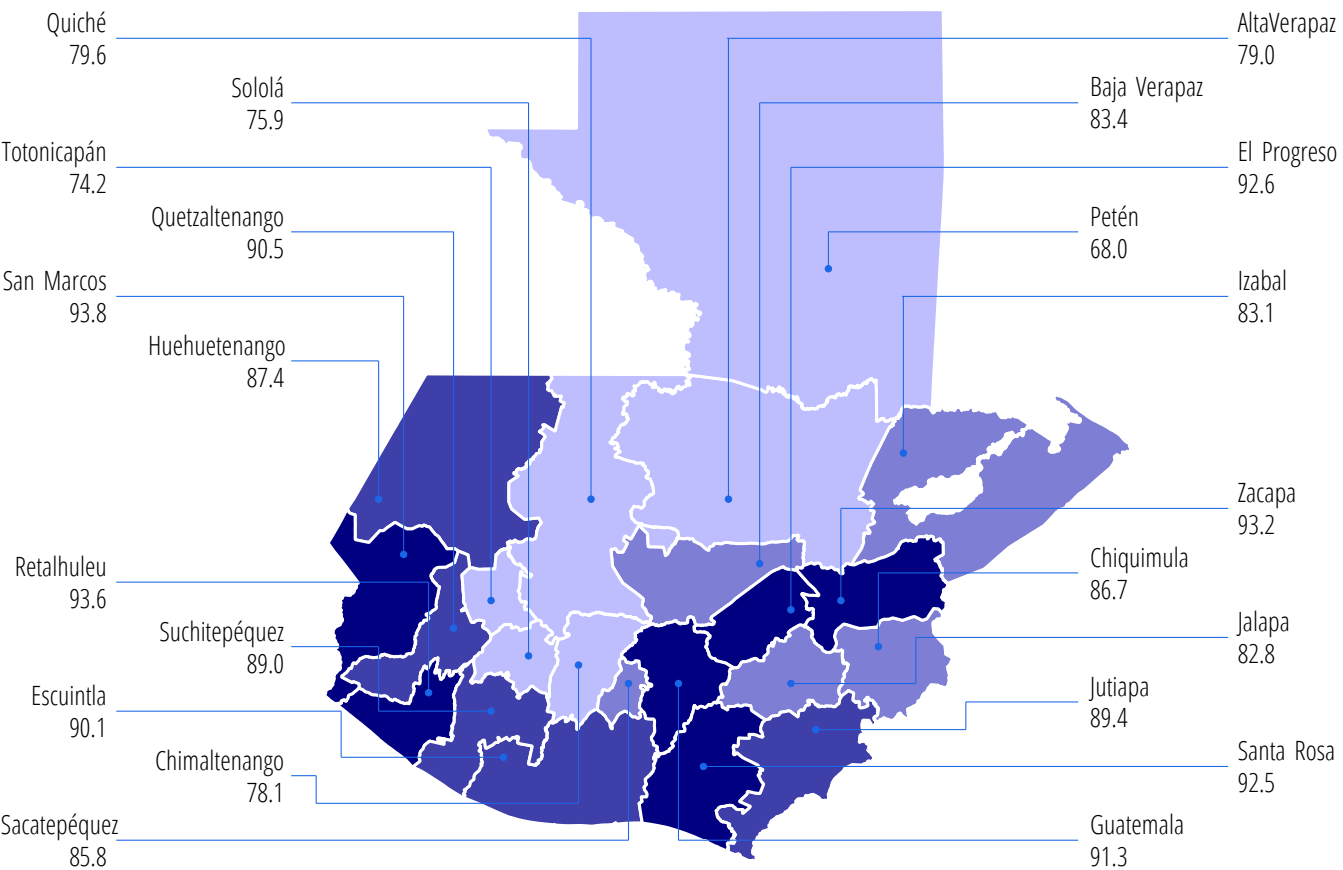 Quiché
79.6
Sololá
75.9
Totonicapán
74.2
Quetzaltenango
90.5
San Marcos
93.8
Huehuetenango
87.4
Retalhuleu
93.6
Suchitepéquez
89.0
Escuintla
90.1
Chimaltenango
78.1
Sacatepéquez
85.8
AltaVerapaz
79.0
Baja Verapaz
83.4
El Progreso
92.6
Petén
68.0
Izabal
83.1
Zacapa
93.2
Chiquimula
86.7
Jalapa
82.8
Jutiapa
89.4
Santa Rosa
92.5
Guatemala
91.3